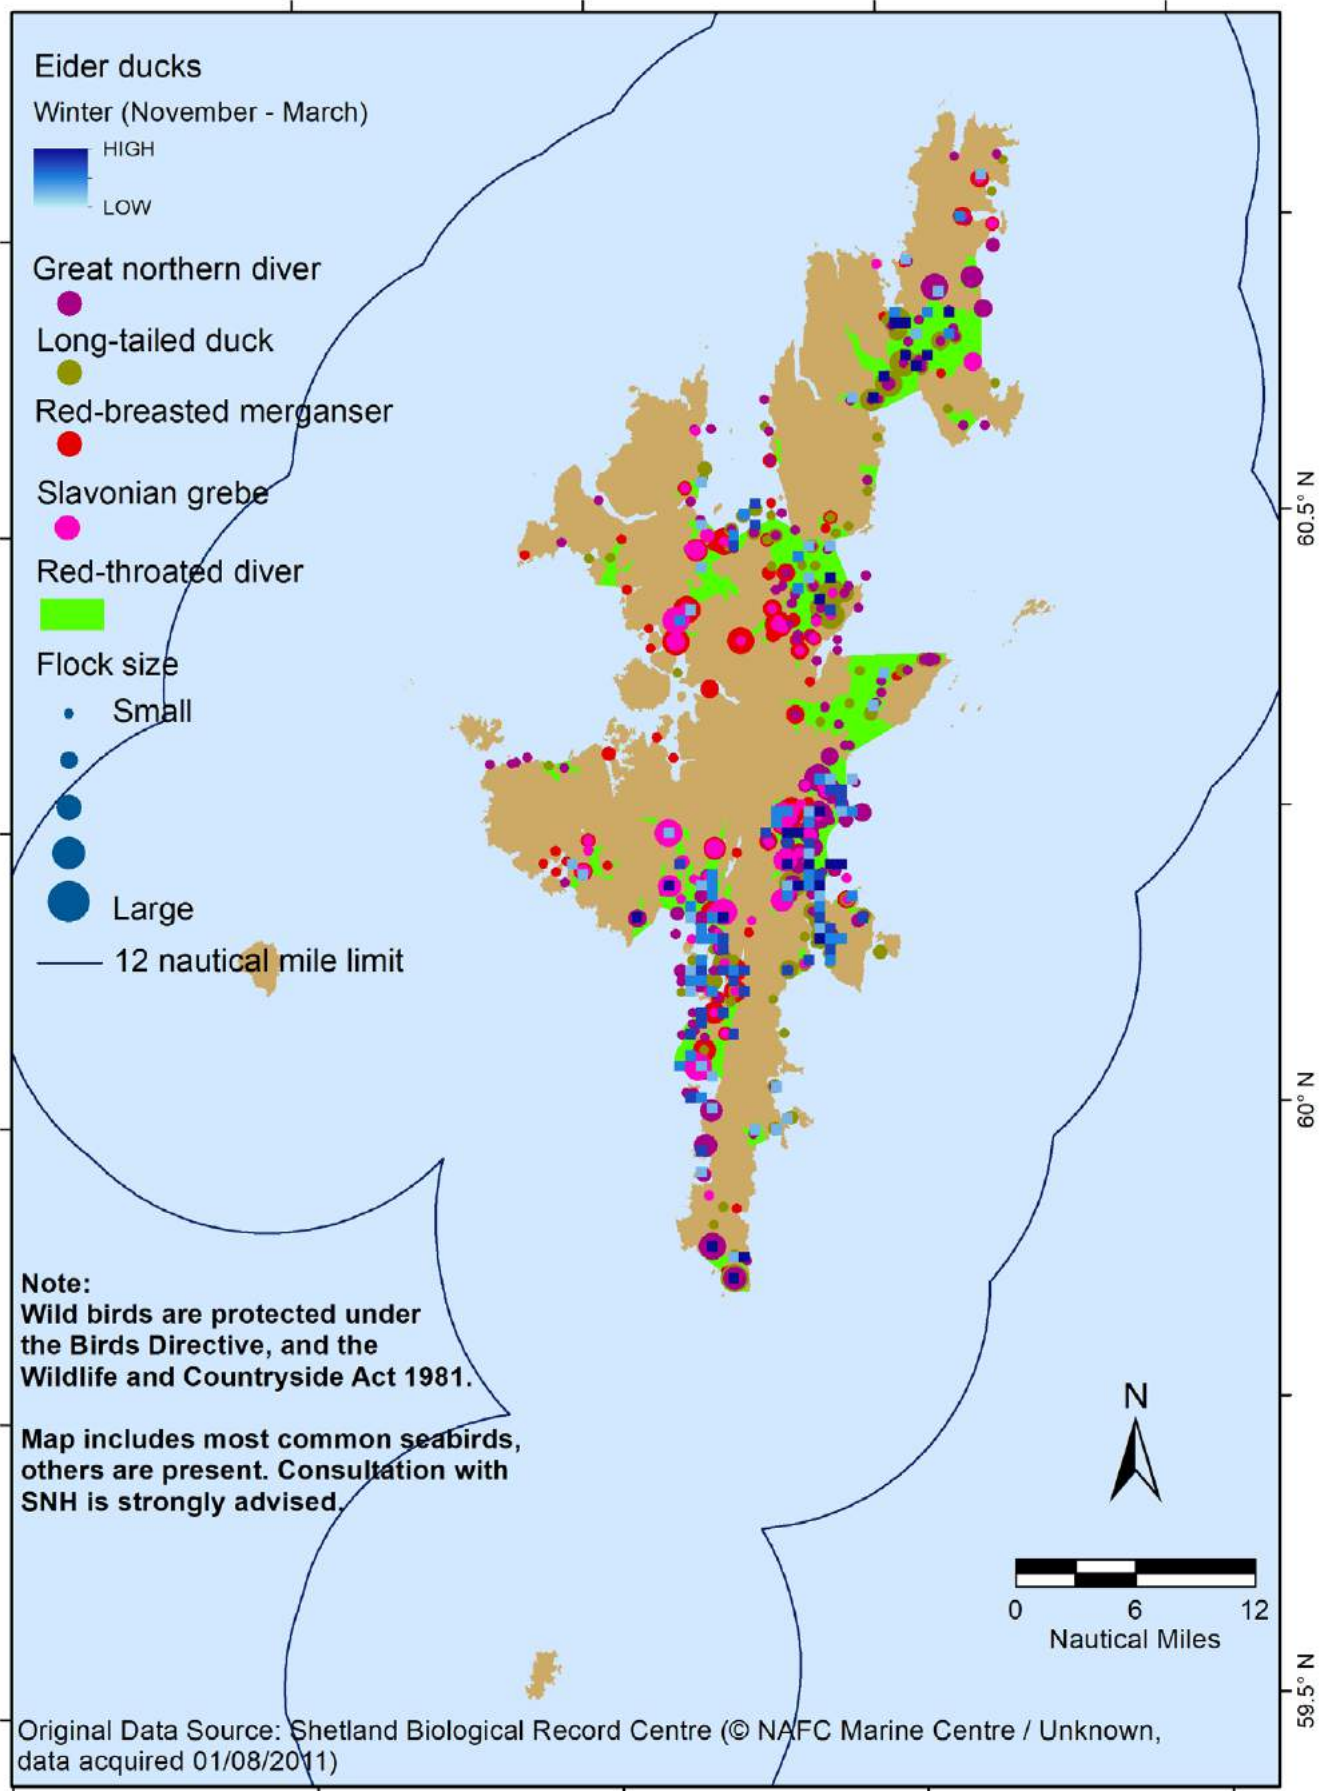 Eider ducks
Winter (November - March)
HIGH
LOW
Great northern diver
Long-tailed duck
Red-breasted merganser
Slavonian grebe
Red-throated diver
Flock size
Small
Large
12 nautical mile limit
60.5° N
60° N
59.5° N
Note:
Wild birds are protected under
the Birds Directive, and the
Wildlife and Countryside Act 1981.
Map includes most common seabirds,
others are present. Consultation with
SNH is strongly advised.
N
0 6 12
Nautical Miles
Original Data Source: Shetland Biological Record Centre (© NAFC Marine Centre / Unknown,
data acquired 01/08/2011)